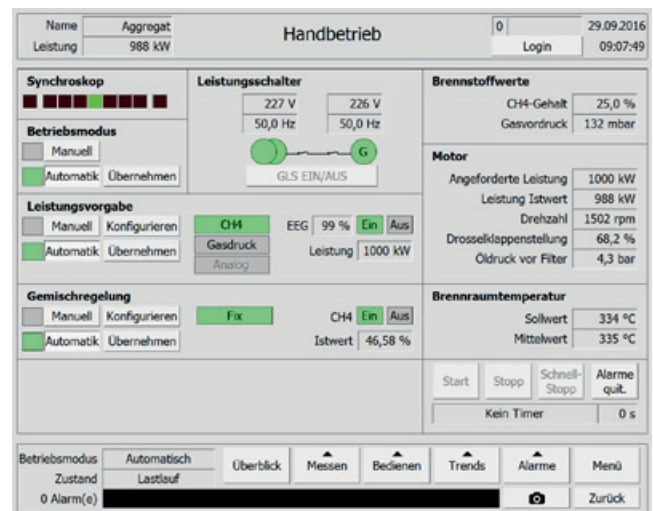 Name Aggregat Handbetrieb 0 29.09.2016
Leistung 988 kW Login 09:07:49
Synchroskop
Betriebsmodus
Manuell
Automatik Übernehmen
Leistungsschalter
227 V 226 V
50,0 Hz 50,0 Hz
G
GLS EIN/AUS
Brennstoffwerte
CH4-Gehalt 25,0 %
Gasvordruck 132 mbar
Motor
Angeforderte Leistung 1000 kW
Leistung Istwert 988 kW
Drehzahl 1502 rpm
Drosselklappenstellung 68,2 %
Öldruck vor Filter 4,3 bar
Leistungsvorgabe
Manuell Konfigurieren CH4 EEG 99 % Ein Aus
Automatik Übernehmen Gasdruck Leistung 1000 kW
Analog
Gemischregelung
Manuell Konfigurieren Fix CH4 Ein Aus
Automatik Übernehmen Istwert 46,58 %
Brennraumtemperatur
Sollwert 334 °C
Mittelwert 335 °C
Start Stopp Schnell-
Stopp Alarme
quit.
Kein Timer 0 s
Betriebsmodus Automatisch
Zustand Lastlauf
Überblick Messen Bedienen Trends Alarme Menü
0 Alarm(e) Zurück